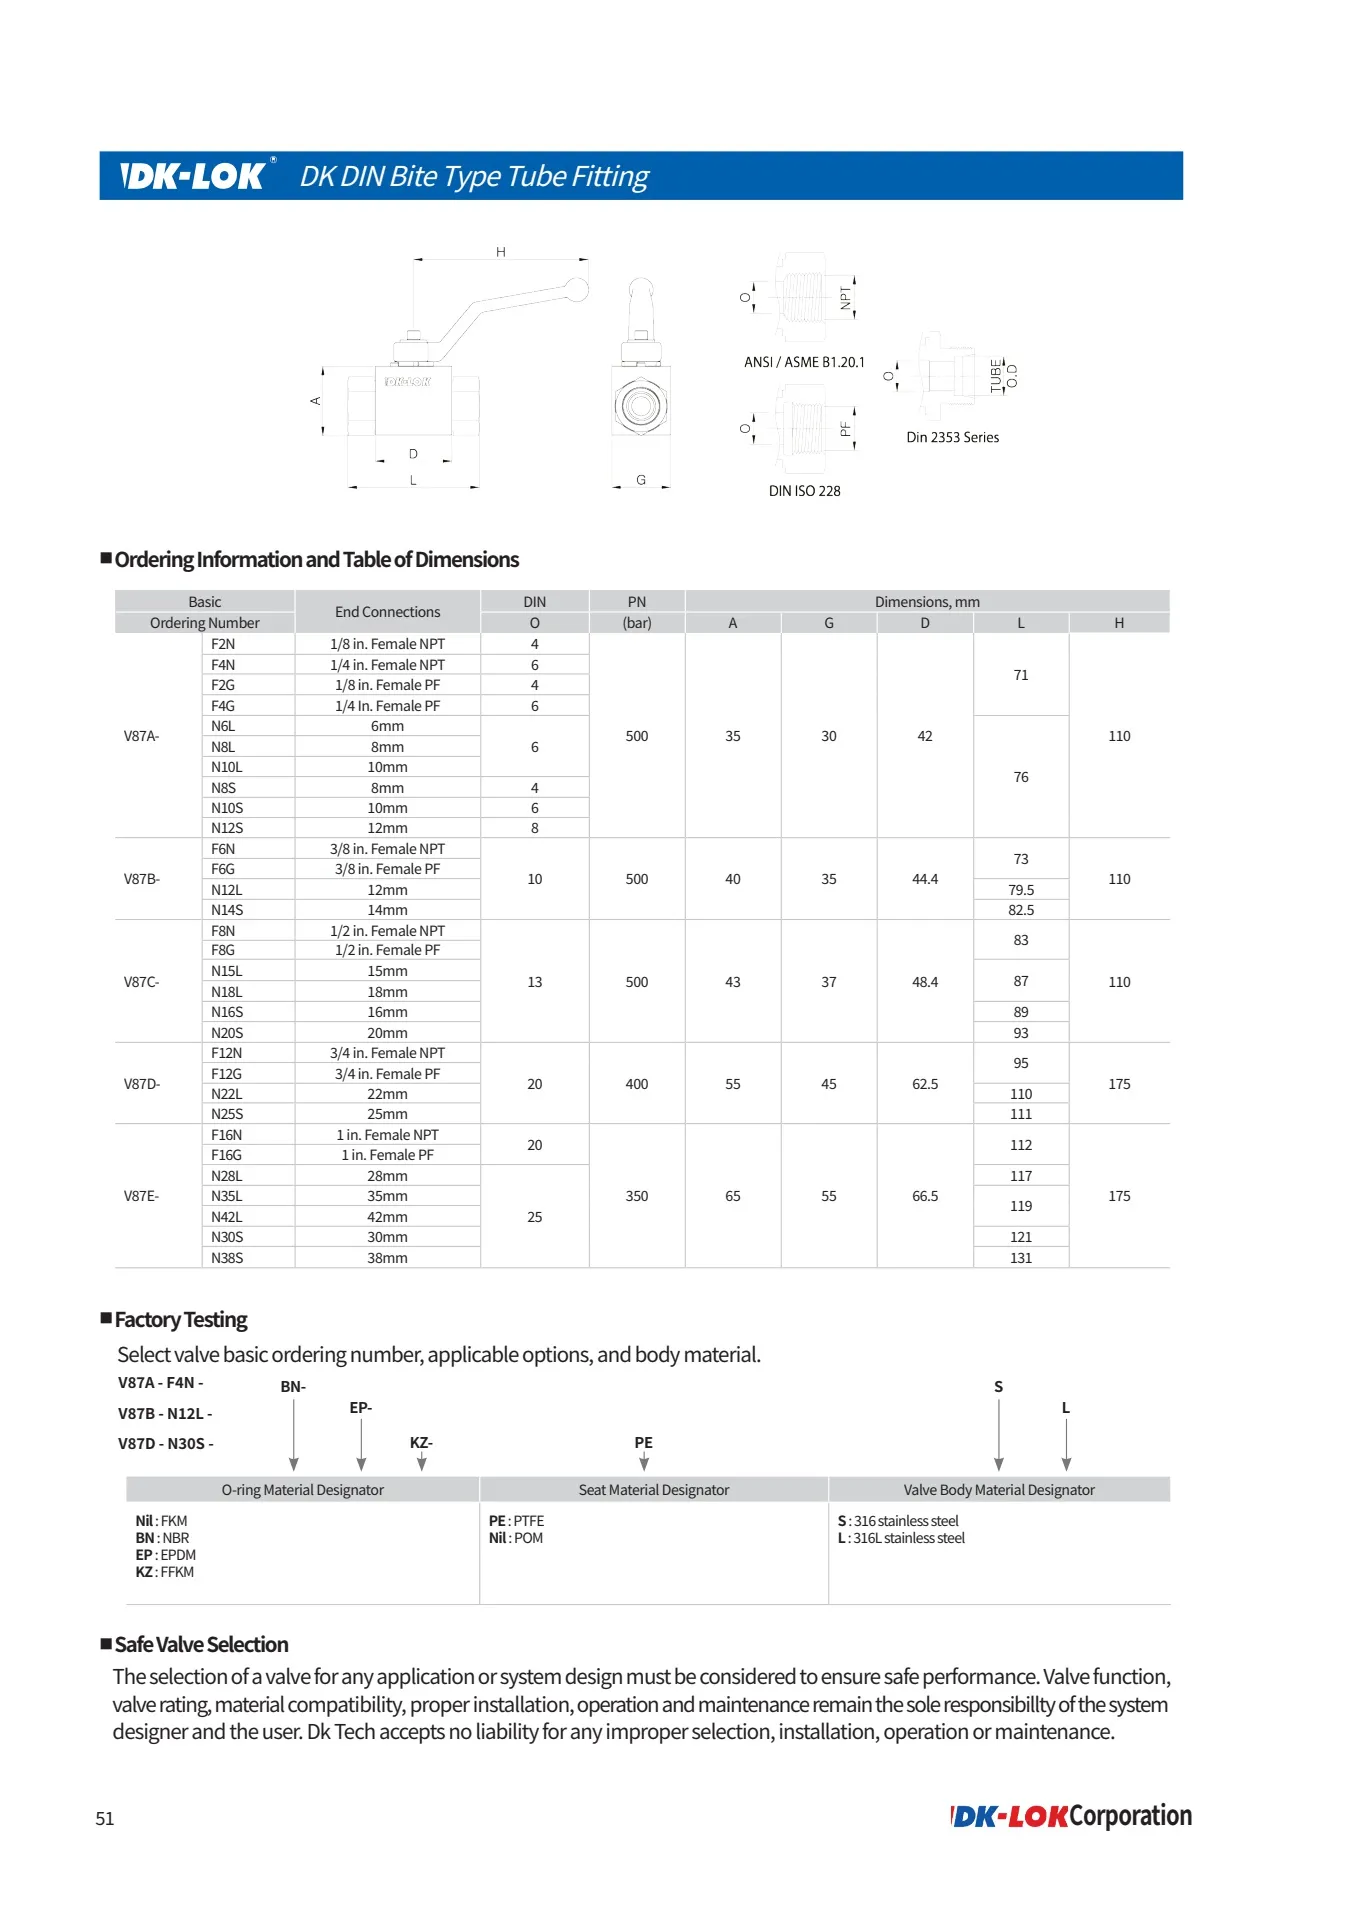 DK-LOK® DK DIN Bite Type Tube Fitting
H
A
DK-LOK
D
L
G
O
NPT
ANSI / ASME B1.20.1
O
PF
DIN ISO 228
O
TUBE
O.D
Din 2353 Series
Ordering Information and Table of Dimensions
Basic End Connections DIN PN Dimensions, mm
Ordering Number O (bar) A G D L H
V87A- F2N 1/8 in. Female NPT 4 500 35 30 42 71 110
F4N 1/4 in. Female NPT 6
F2G 1/8 in. Female PF 4
F4G 1/4 In. Female PF 6
N6L 6mm 6 76
N8L 8mm
N10L 10mm
N8S 8mm 4
N10S 10mm 6
N12S 12mm 8
V87B- F6N 3/8 in. Female NPT 10 500 40 35 44.4 73 110
F6G 3/8 in. Female PF
N12L 12mm 79.5
N14S 14mm 82.5
V87C- F8N 1/2 in. Female NPT 13 500 43 37 48.4 83 110
F8G 1/2 in. Female PF
N15L 15mm 87
N18L 18mm
N16S 16mm 89
N20S 20mm 93
V87D- F12N 3/4 in. Female NPT 20 400 55 45 62.5 95 175
F12G 3/4 in. Female PF
N22L 22mm 110
N25S 25mm 111
V87E- F16N 1 in. Female NPT 20 350 65 55 66.5 112 175
F16G 1 in. Female PF
N28L 28mm 25 117
N35L 35mm 119
N42L 42mm
N30S 30mm 121
N38S 38mm 131
Factory Testing
Select valve basic ordering number, applicable options, and body material.
V87A - F4N - BN- S
V87B - N12L - EP- L
V87D - N30S - KZ- PE
O-ring Material Designator Seat Material Designator Valve Body Material Designator
Nil : FKM PE : PTFE S : 316 stainless steel
BN : NBR Nil : POM L : 316L stainless steel
EP : EPDM
KZ : FFKM
Safe Valve Selection
The selection of a valve for any application or system design must be considered to ensure safe performance. Valve function,
valve rating, material compatibility, proper installation, operation and maintenance remain the sole responsibillty of the system
designer and the user. Dk Tech accepts no liability for any improper selection, installation, operation or maintenance.
51
DK-LOK Corporation